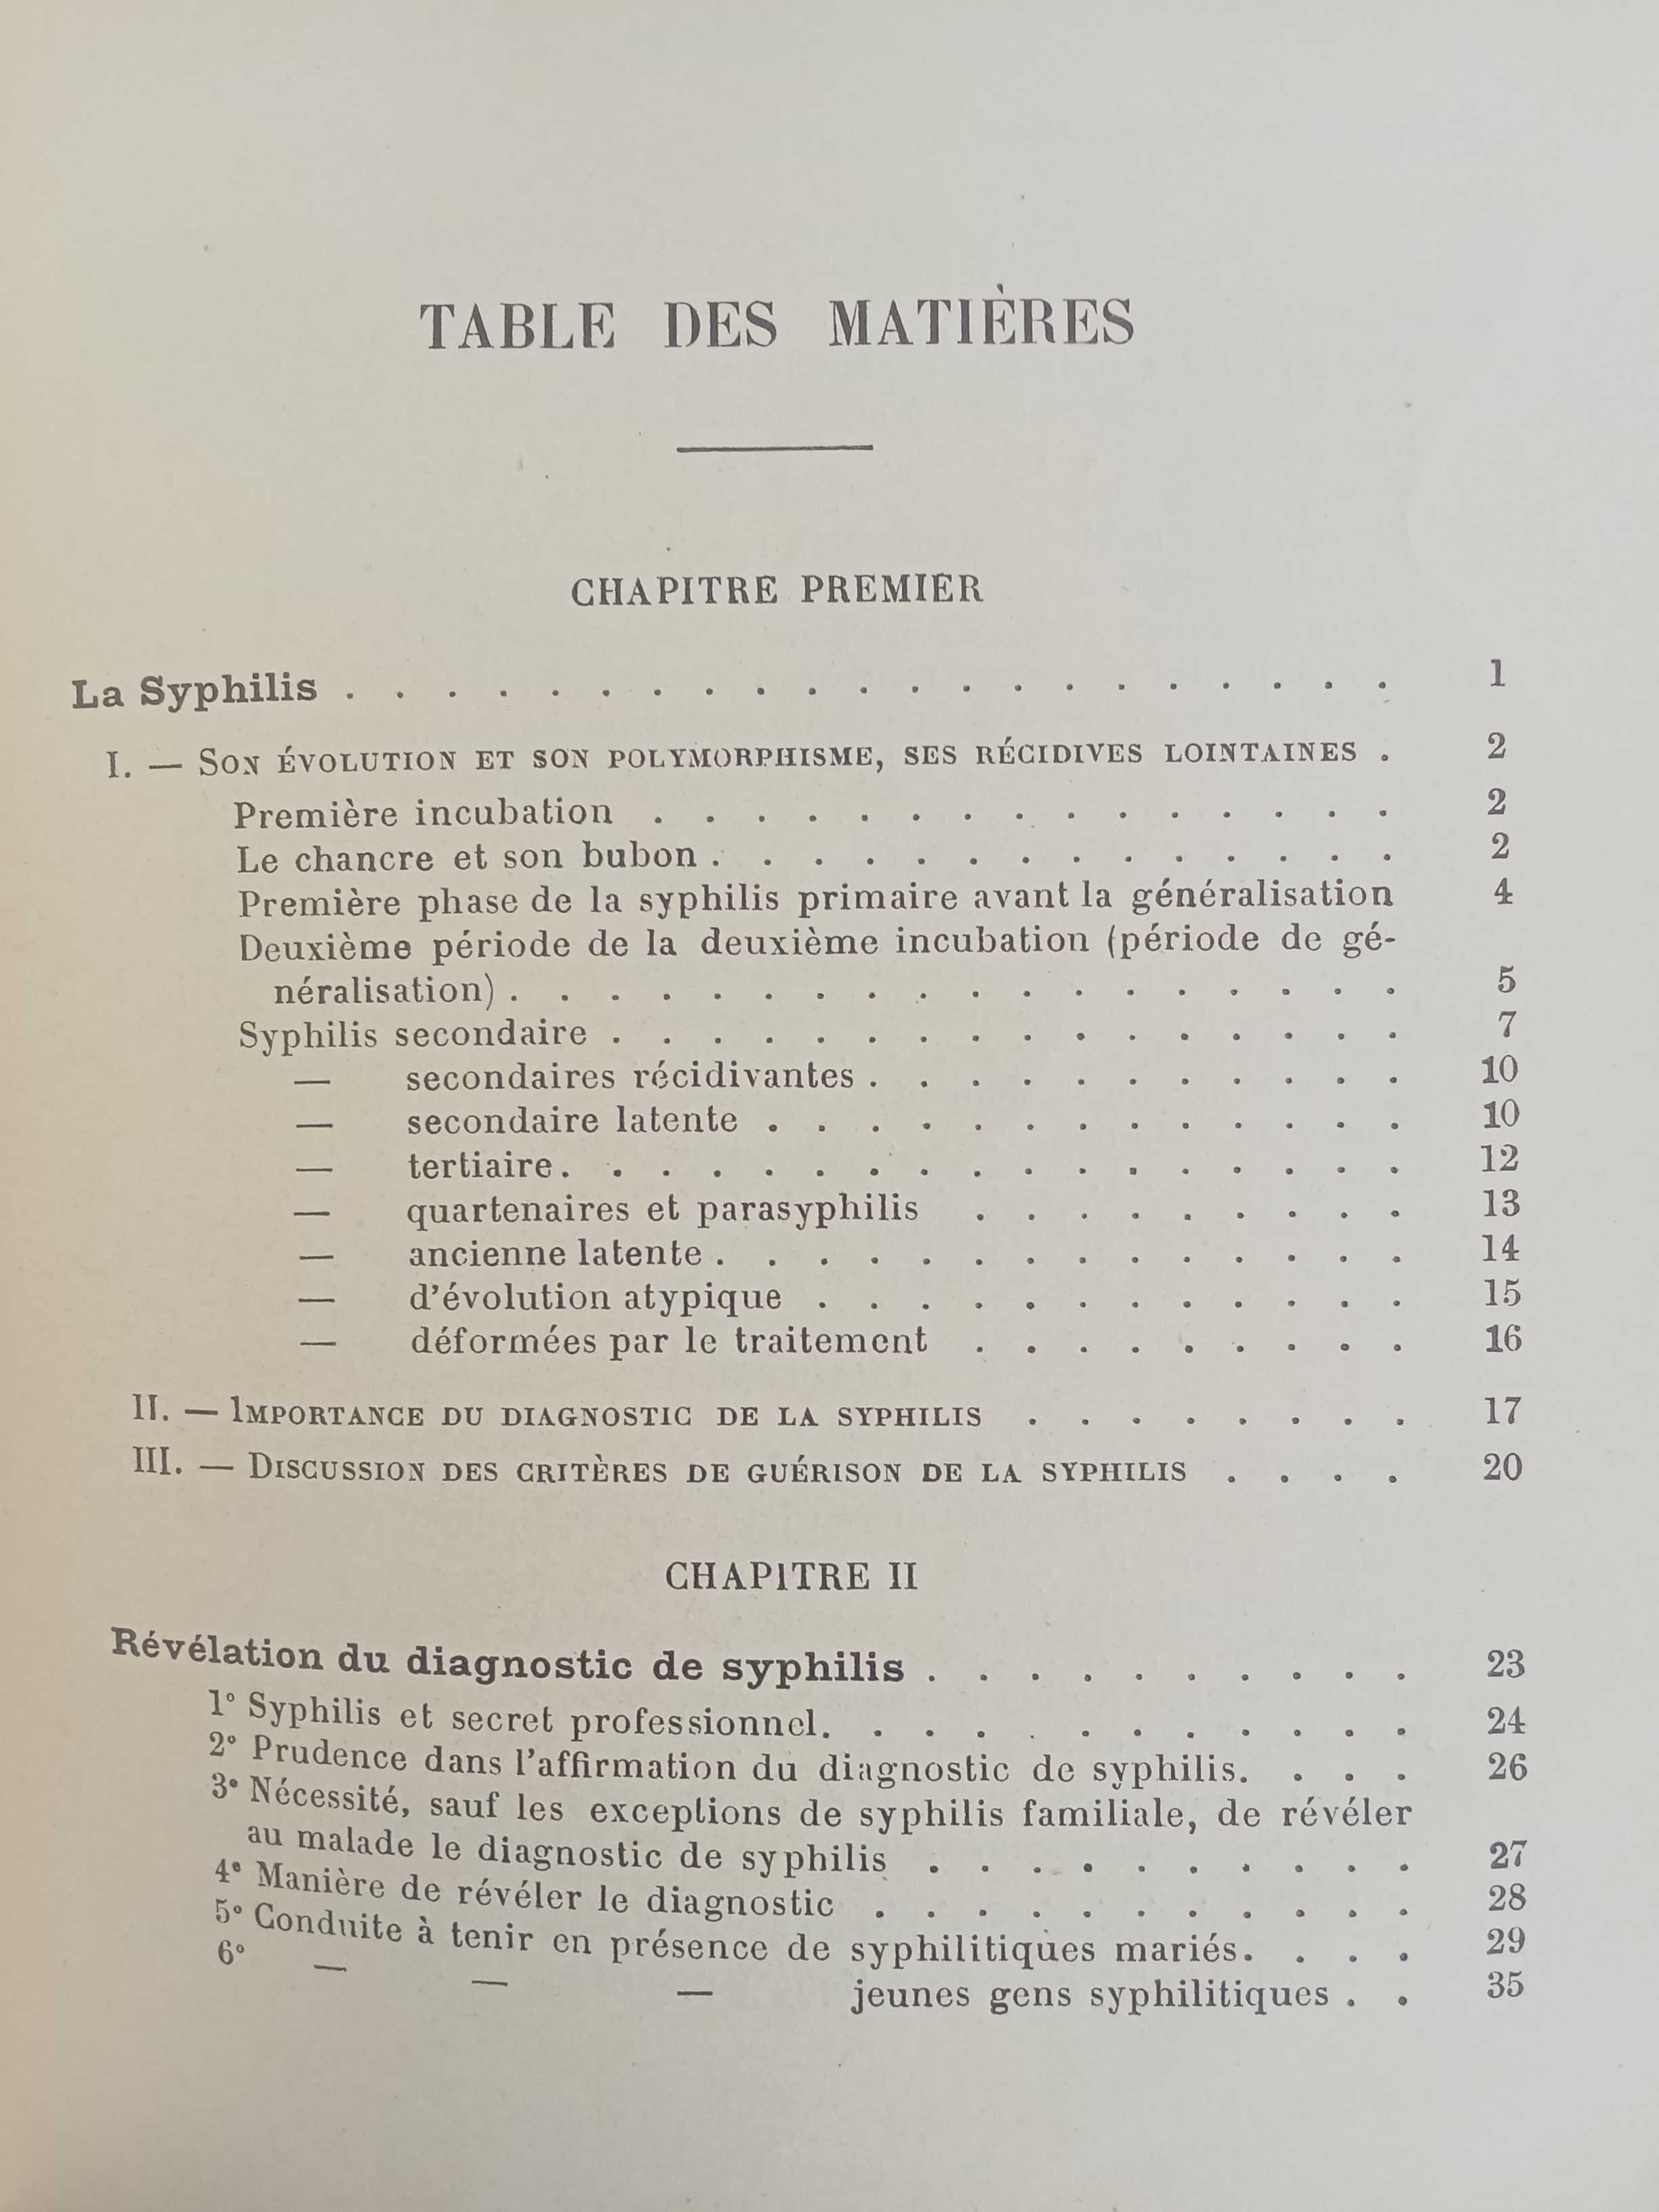 TABLE DES MATIÈRES
CHAPITRE PREMIER
La Syphilis . . . . . . . . . . . . . . . . . . . . . 1
I. — SON ÉVOLUTION ET SON POLYMORPHISME, SES RÉCIDIVES LOINTAINES . 2
Première incubation . . . . . . . . . . . . . . . 2
Le chancre et son bubon . . . . . . . . . . . . . . 2
Première phase de la syphilis primaire avant la généralisation 4
Deuxième période de la deuxième incubation (période de gé-
néralisation) . . . . . . . . . . . . . . . . . . 5
Syphilis secondaire . . . . . . . . . . . . . . . . 7
— secondaires récidivantes . . . . . . . . . . . 10
— secondaire latente . . . . . . . . . . . . . 10
— tertiaire . . . . . . . . . . . . . . . . . 12
— quartenaires et parasyphilis . . . . . . . . . 13
— ancienne latente . . . . . . . . . . . . . . 14
— d'évolution atypique . . . . . . . . . . . . 15
— déformées par le traitement . . . . . . . . . 16
II. — IMPORTANCE DU DIAGNOSTIC DE LA SYPHILIS . . . . . . . . 17
III. — DISCUSSION DES CRITÈRES DE GUÉRISON DE LA SYPHILIS . . . . 20
CHAPITRE II
Révélation du diagnostic de syphilis . . . . . . . . . . 23
1° Syphilis et secret professionnel . . . . . . . . . . . . 24
2° Prudence dans l'affirmation du diagnostic de syphilis . . . . 26
3° Nécessité, sauf les exceptions de syphilis familiale, de révéler
au malade le diagnostic de syphilis . . . . . . . . . . 27
4° Manière de révéler le diagnostic . . . . . . . . . . . 28
5° Conduite à tenir en présence de syphilitiques mariés . . . . 29
6° — — — jeunes gens syphilitiques . . 35